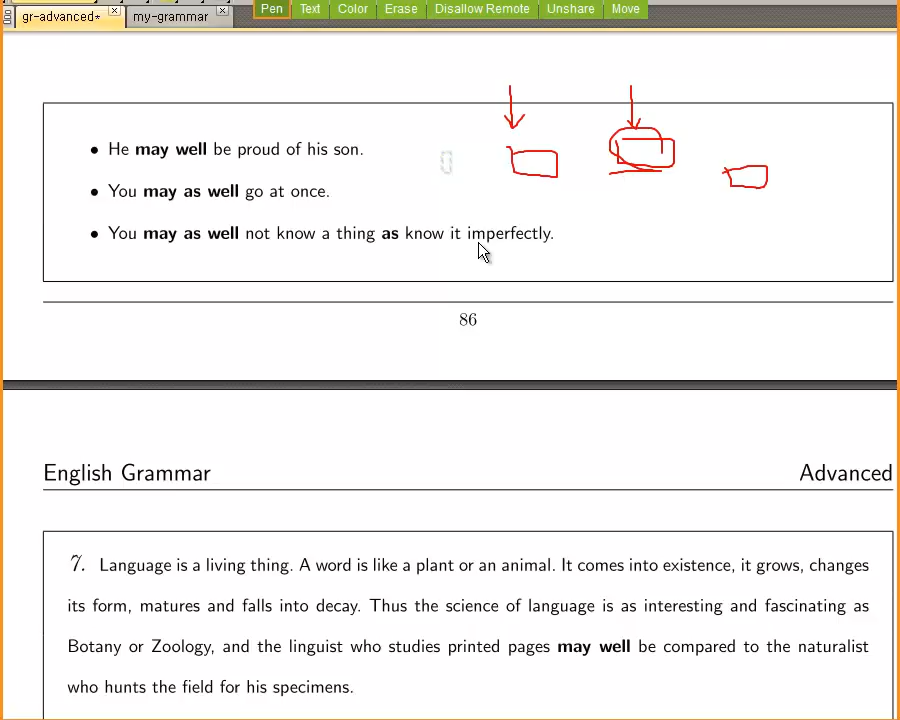 Pen Text Color Erase Disallow Remote Unshare Move
gr-advanced* my-grammar
• He may well be proud of his son.
• You may as well go at once.
• You may as well not know a thing as know it imperfectly.
86
English Grammar Advanced
7. Language is a living thing. A word is like a plant or an animal. It comes into existence, it grows, changes
its form, matures and falls into decay. Thus the science of language is as interesting and fascinating as
Botany or Zoology, and the linguist who studies printed pages may well be compared to the naturalist
who hunts the field for his specimens.